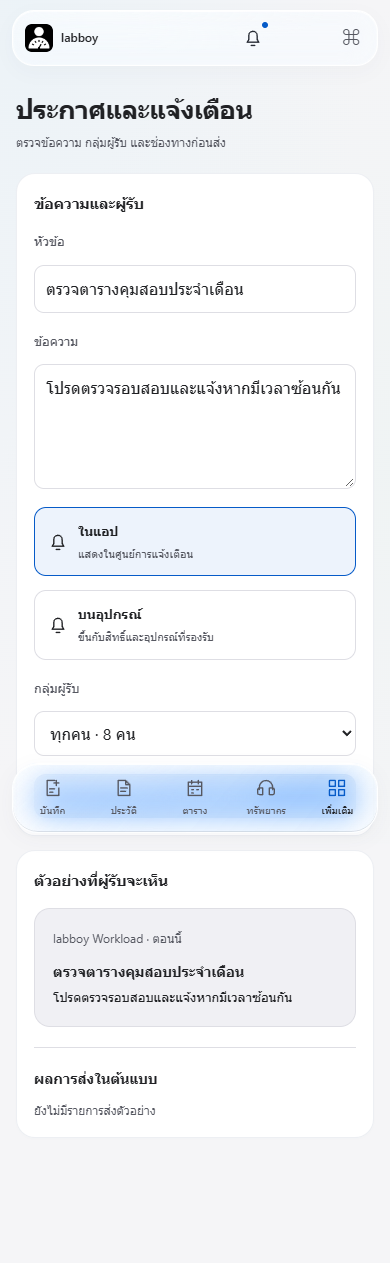 labboy
ประกาศและแจ้งเตือน
ตรวจข้อความ กลุ่มผู้รับ และช่องทางก่อนส่ง
ข้อความและผู้รับ
หัวข้อ
ตรวจตารางคุมสอบประจำเดือน
ข้อความ
โปรดตรวจรอบสอบและแจ้งหากมีเวลาซ้อนกัน
ในแอป
แสดงในศูนย์การแจ้งเตือน
บนอุปกรณ์
ขึ้นกับสิทธิ์และอุปกรณ์ที่รองรับ
กลุ่มผู้รับ
ทุกคน · 8 คน
บันทึก
ประวัติ
ตาราง
ทรัพยากร
เพิ่มเติม
ตัวอย่างที่ผู้รับจะเห็น
labboy Workload · ตอนนี้
ตรวจตารางคุมสอบประจำเดือน
โปรดตรวจรอบสอบและแจ้งหากมีเวลาซ้อนกัน
ผลการส่งในต้นแบบ
ยังไม่มีรายการส่งตัวอย่าง